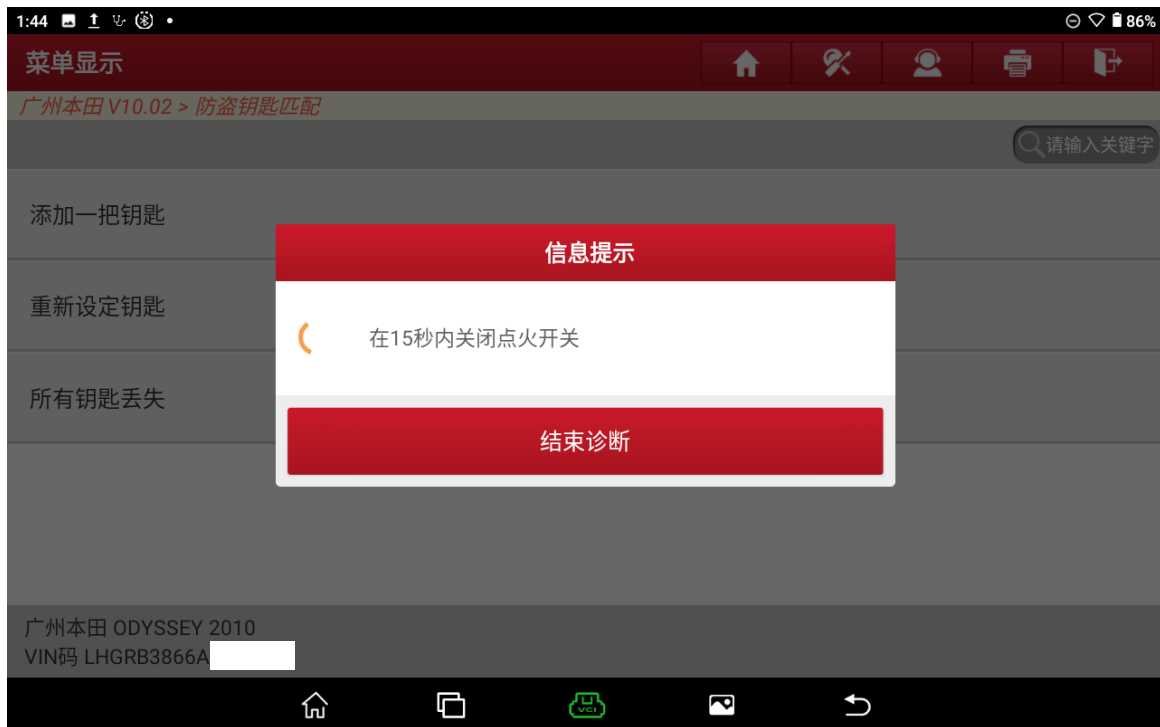 1:44
86%
菜单显示
广州本田 V10.02 > 防盗钥匙匹配
请输入关键字
添加一把钥匙
重新设定钥匙
所有钥匙丢失
信息提示
在15秒内关闭点火开关
结束诊断
广州本田 ODYSSEY 2010
VIN码 LHGRB3866A
VCI